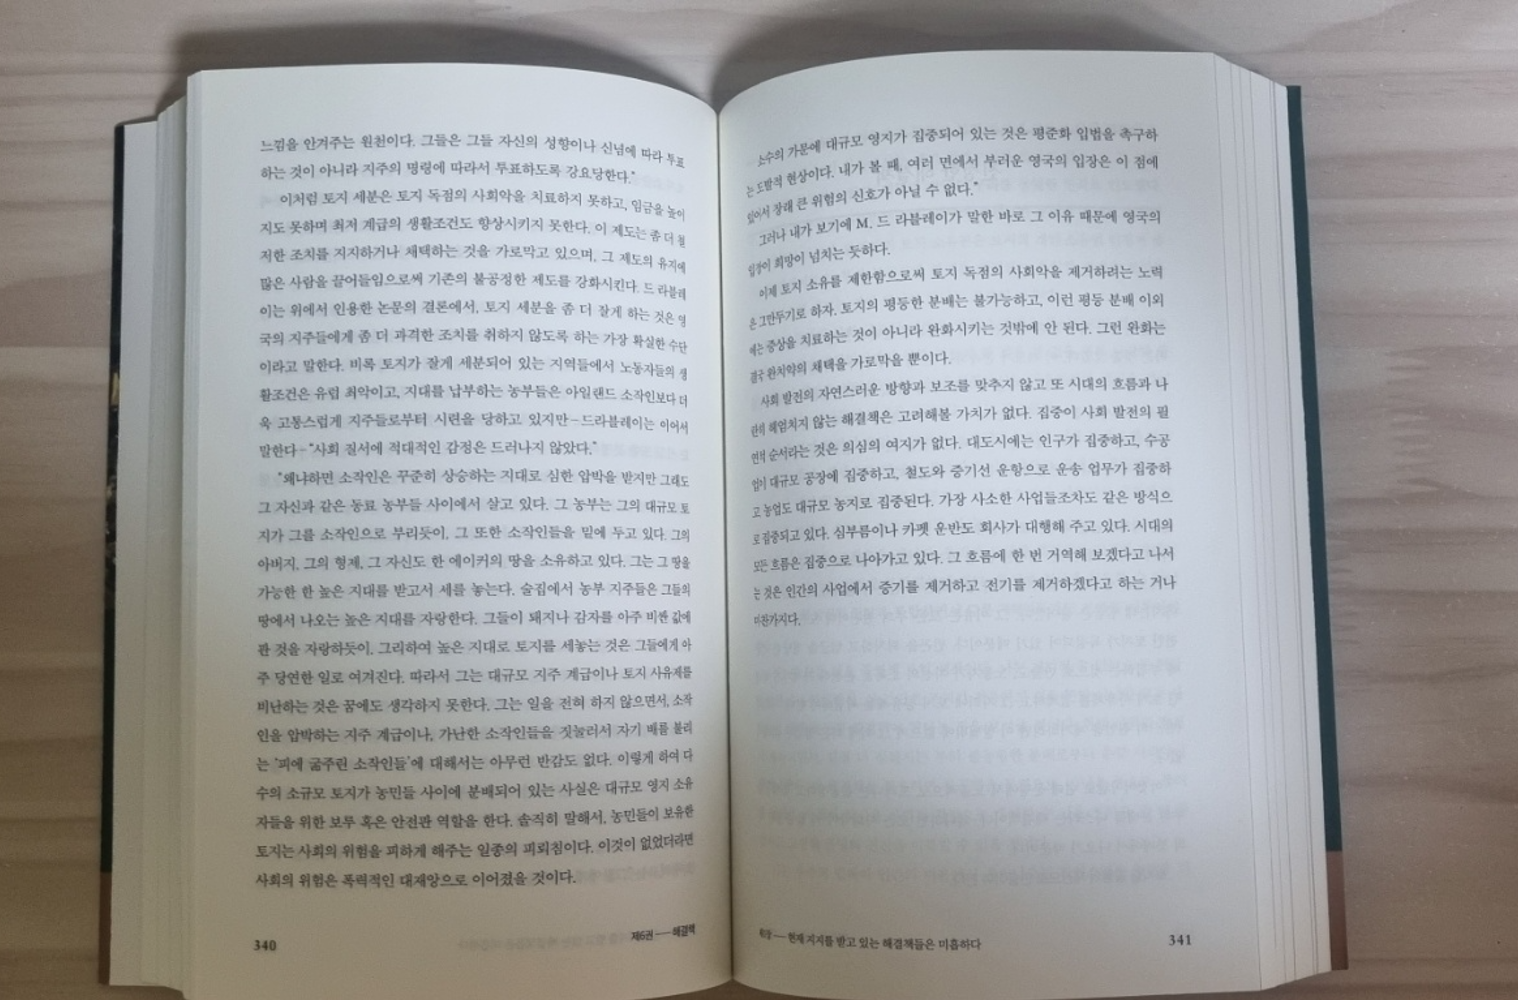 느낌을 안겨주는 원천이다. 그들은 그들 자신의 성향이나 신념에 따라 투표
하는 것이 아니라 지주의 명령에 따라서 투표하도록 강요당한다."
이처럼 토지 세분은 토지 독점의 사회악을 치료하지 못하고, 임금을 높이
지도 못하며 최저 계급의 생활조건도 향상시키지 못한다. 이 제도는 좀 더 철
저한 조치를 지지하거나 채택하는 것을 가로막고 있으며, 그 제도의 유지에
많은 사람을 끌어들임으로써 기존의 불공정한 제도를 강화시킨다. 드 라블레
이는 위에서 인용한 논문의 결론에서, 토지 세분을 좀 더 잘게 하는 것은 영
국의 지주들에게 좀 더 과격한 조치를 취하지 않도록 하는 가장 확실한 수단
이라고 말한다. 비록 토지가 잘게 세분되어 있는 지역들에서 노동자들의 생
활조건은 유럽 최악이고, 지대를 납부하는 농부들은 아일랜드 소작인보다 더
욱 고통스럽게 지주들로부터 시련을 당하고 있지만–드라블레이는 이어서
말한다–"사회 질서에 적대적인 감정은 드러나지 않았다."
"왜냐하면 소작인은 꾸준히 상승하는 지대로 심한 압박을 받지만 그래도
그 자신과 같은 동료 농부들 사이에서 살고 있다. 그 농부는 그의 대규모 토
지가 그를 소작인으로 부리듯이, 그 또한 소작인들을 밑에 두고 있다. 그의
아버지, 그의 형제, 그 자신도 한 에이커의 땅을 소유하고 있다. 그는 그 땅을
가능한 한 높은 지대를 받고서 세를 놓는다. 술집에서 농부 지주들은 그들의
땅에서 나오는 높은 지대를 자랑한다. 그들이 돼지나 감자를 아주 비싼 값에
판 것을 자랑하듯이. 그리하여 높은 지대로 토지를 세놓는 것은 그들에게 아
주 당연한 일로 여겨진다. 따라서 그는 대규모 지주 계급이나 토지 사유제를
비난하는 것은 꿈에도 생각하지 못한다. 그는 일을 전혀 하지 않으면서, 소작
인을 압박하는 지주 계급이나, 가난한 소작인들을 짓눌러서 자기 배를 불리
는 '피에 굶주린 소작인들'에 대해서는 아무런 반감도 없다. 이렇게 하여 다
수의 소규모 토지가 농민들 사이에 분배되어 있는 사실은 대규모 영지 소유
자들을 위한 보루 혹은 안전판 역할을 한다. 솔직히 말해서, 농민들이 보유한
토지는 사회의 위험을 피하게 해주는 일종의 피뢰침이다. 이것이 없었더라면
사회의 위험은 폭력적인 대재앙으로 이어졌을 것이다.
340 제6권 — 해결책
소수의 가문에 대규모 영지가 집중되어 있는 것은 평준화 입법을 촉구하
는 도발적 현상이다. 내가 볼 때, 여러 면에서 부러운 영국의 입장은 이 점에
있어서 장래 큰 위험의 신호가 아닐 수 없다."
그러나 내가 보기에 M. 드 라블레이가 말한 바로 그 이유 때문에 영국의
입장이 희망이 넘치는 듯하다.
이제 토지 소유를 제한함으로써 토지 독점의 사회악을 제거하려는 노력
은 그만두기로 하자. 토지의 평등한 분배는 불가능하고, 이런 평등 분배 이외
에는 증상을 치료하는 것이 아니라 완화시키는 것밖에 안 된다. 그런 완화는
결국 완치약의 채택을 가로막을 뿐이다.
사회 발전의 자연스러운 방향과 보조를 맞추지 않고 또 시대의 흐름과 나
란히 헤엄치지 않는 해결책은 고려해볼 가치가 없다. 집중이 사회 발전의 필
연적 순서라는 것은 의심의 여지가 없다. 대도시에는 인구가 집중하고, 수공
업이 대규모 공장에 집중하고, 철도와 증기선 운항으로 운송 업무가 집중하
고 농업도 대규모 농지로 집중된다. 가장 사소한 사업들조차도 같은 방식으
로 집중되고 있다. 심부름이나 카펫 운반도 회사가 대행해 주고 있다. 시대의
모든 흐름은 집중으로 나아가고 있다. 그 흐름에 한 번 거역해 보겠다고 나서
는 것은 인간의 사업에서 증기를 제거하고 전기를 제거하겠다고 하는 거나
마찬가지다.
— 현재 지지를 받고 있는 해결책들은 미흡하다 341